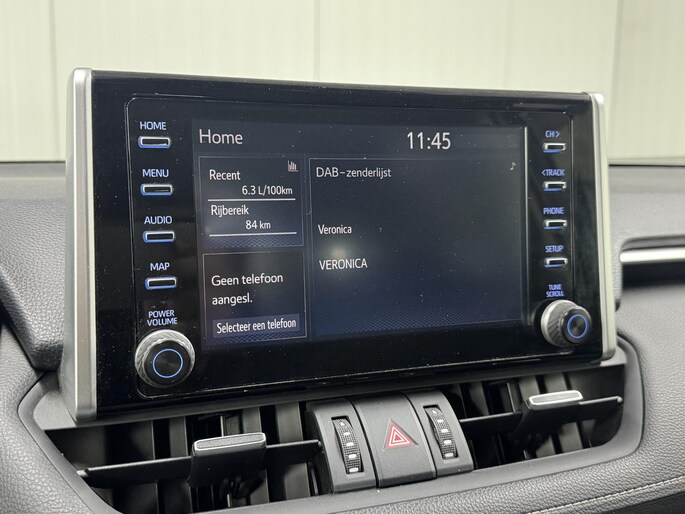 HOME
MENU
AUDIO
MAP
POWER
VOLUME
Home
11:45
Recent
6.3 L/100km
Rijbereik
84 km
Geen telefoon
aangesl.
Selecteer een telefoon
DAB-zenderlijst
Veronica
VERONICA
CH >
< TRACK
PHONE
SETUP
TUNE
SCROLL